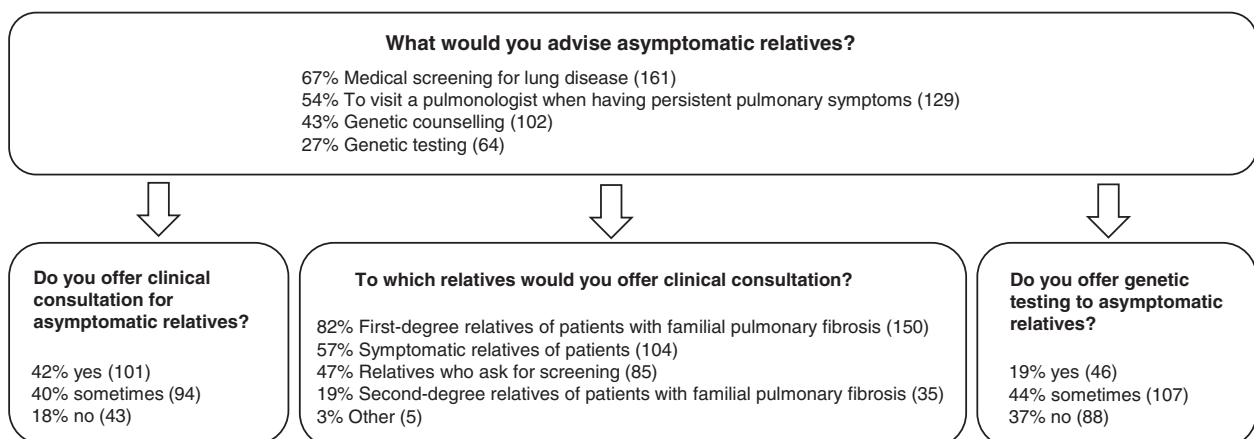 What would you advise asymptomatic relatives?
67% Medical screening for lung disease (161)
54% To visit a pulmonologist when having persistent pulmonary symptoms (129)
43% Genetic counselling (102)
27% Genetic testing (64)
Do you offer clinical
consultation for
asymptomatic relatives?
42% yes (101)
40% sometimes (94)
18% no (43)
To which relatives would you offer clinical consultation?
82% First-degree relatives of patients with familial pulmonary fibrosis (150)
57% Symptomatic relatives of patients (104)
47% Relatives who ask for screening (85)
19% Second-degree relatives of patients with familial pulmonary fibrosis (35)
3% Other (5)
Do you offer genetic
testing to asymptomatic
relatives?
19% yes (46)
44% sometimes (107)
37% no (88)